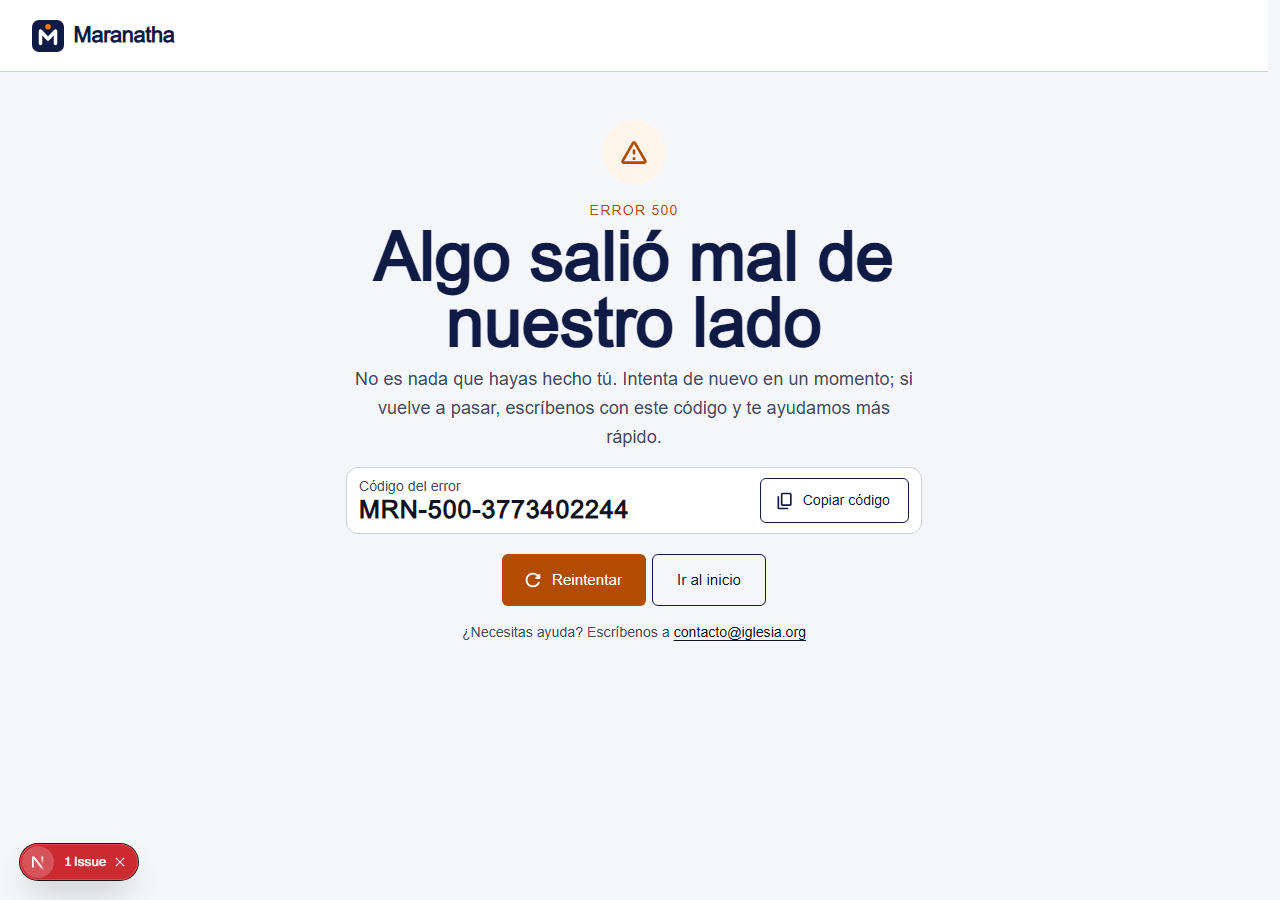 Maranatha
ERROR 500
Algo salió mal de
nuestro lado
No es nada que hayas hecho tú. Intenta de nuevo en un momento; si
vuelve a pasar, escríbenos con este código y te ayudamos más
rápido.
Código del error
MRN-500-3773402244
Copiar código
Reintentar
Ir al inicio
¿Necesitas ayuda? Escríbenos a contacto@iglesia.org
1 Issue